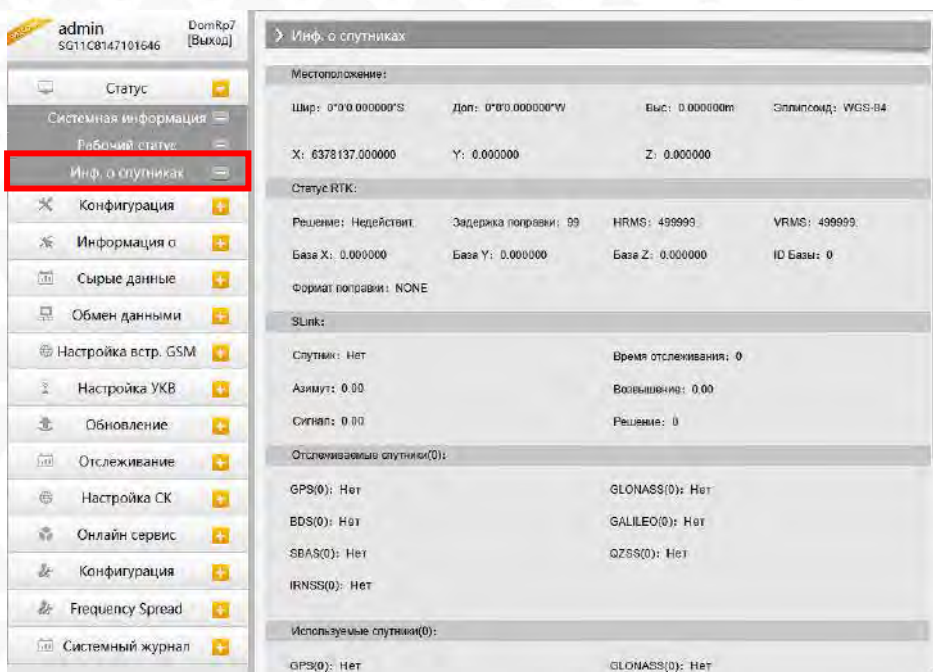 admin
SG11C8147101646
DomRp7
[Выход]
Статус
Системная информация
Рабочий статус
Инф. о спутниках
Конфигурация
Информация о
Сырые данные
Обмен данными
Настройка встр. GSM
Настройка УКВ
Обновление
Отслеживание
Настройка СК
Онлайн сервис
Конфигурация
Frequency Spread
Системный журнал
Инф. о спутниках
Местоположение:
Шир: 0°0'0.000000"S Доп: 0°0'0.000000"W Выс: 0.000000m Эллипсоид: WGS-84
X: 6378137.000000 Y: 0.000000 Z: 0.000000
Статус RTK:
Решение: Недействит. Задержка поправки: 99 HRMS: 499999. VRMS: 499999.
База X: 0.000000 База Y: 0.000000 База Z: 0.000000 ID Базы: 0
Формат поправки: NONE
SLink:
Спутник: Нет Время отслеживания: 0
Азимут: 0.00 Возвышение: 0.00
Сигнал: 0.00 Решение: 0
Отслеживаемые спутники(0):
GPS(0): Нет GLONASS(0): Нет
BDS(0): Нет GALILEO(0): Нет
SBAS(0): Нет QZSS(0): Нет
IRNSS(0): Нет
Используемые спутники(0):
GPS(0): Нет GLONASS(0): Нет